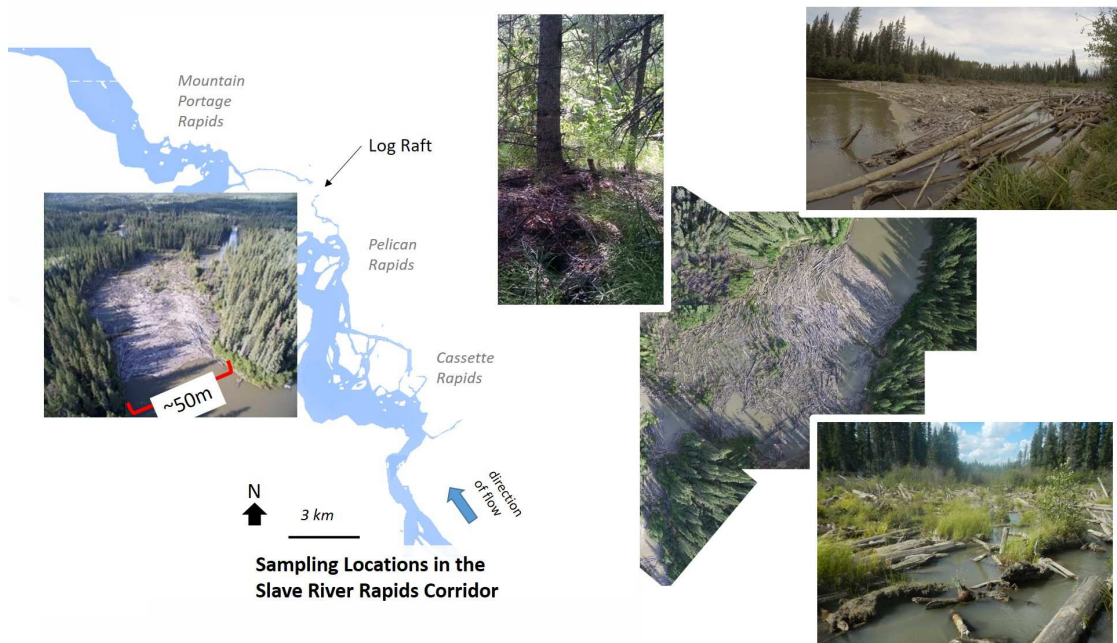 Mountain
Portage
Rapids
Log Raft
Pelican
Rapids
Cassette
Rapids
~50m
direction
of flow
N
3 km
Sampling Locations in the
Slave River Rapids Corridor